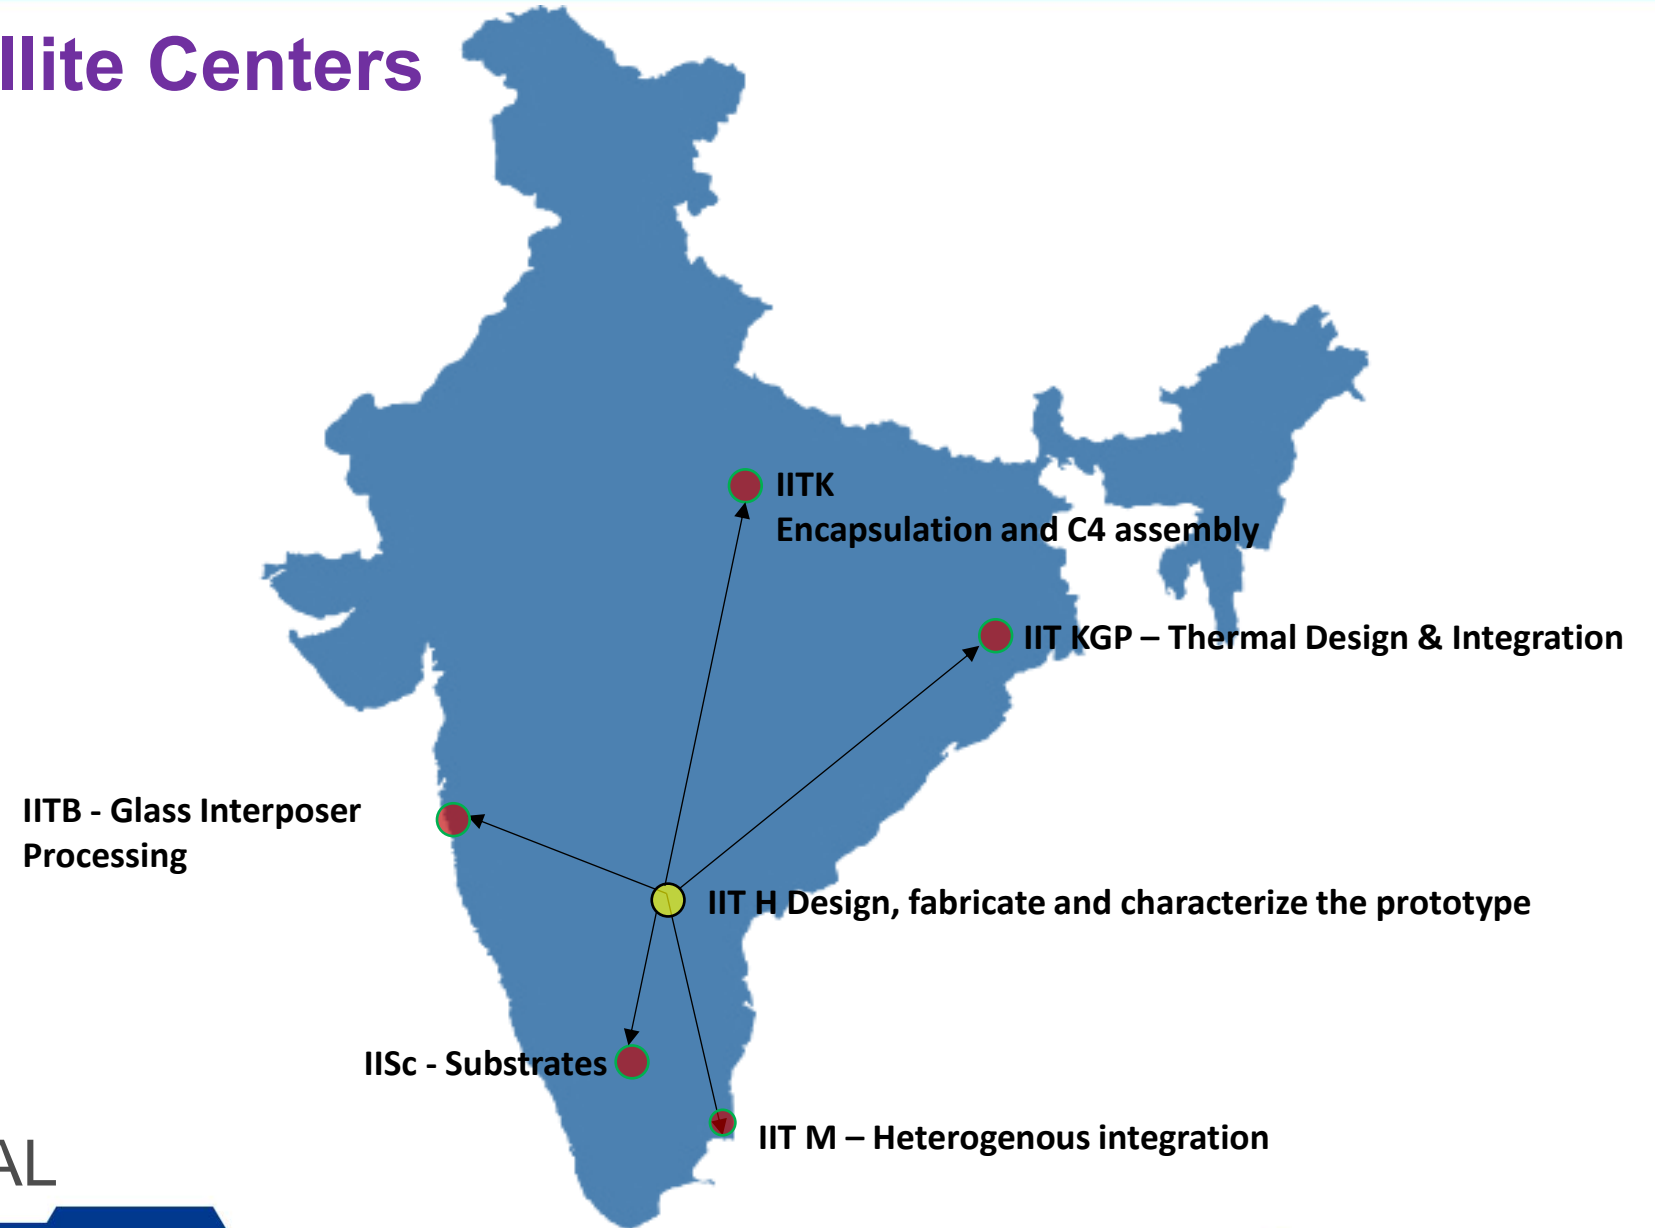 llite Centers
IITK
Encapsulation and C4 assembly
IIT KGP – Thermal Design & Integration
IITB - Glass Interposer
Processing
IIT H Design, fabricate and characterize the prototype
IISc - Substrates
IIT M – Heterogenous integration
AL